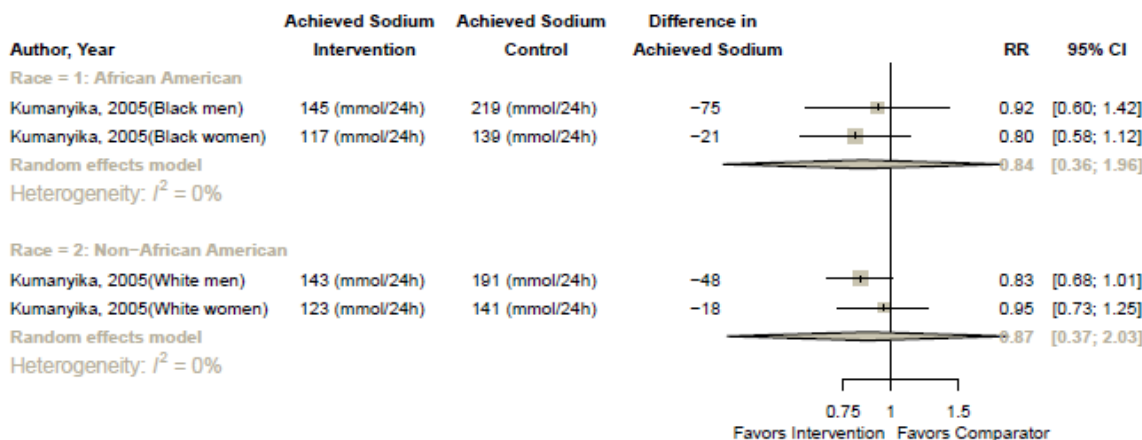 Achieved Sodium Achieved Sodium Difference in
Author, Year Intervention Control Achieved Sodium RR 95% CI
Race = 1: African American
Kumanyika, 2005(Black men) 145 (mmol/24h) 219 (mmol/24h) −75 0.92 [0.60; 1.42]
Kumanyika, 2005(Black women) 117 (mmol/24h) 139 (mmol/24h) −21 0.80 [0.58; 1.12]
Random effects model 0.84 [0.36; 1.96]
Heterogeneity: I² = 0%
Race = 2: Non−African American
Kumanyika, 2005(White men) 143 (mmol/24h) 191 (mmol/24h) −48 0.83 [0.68; 1.01]
Kumanyika, 2005(White women) 123 (mmol/24h) 141 (mmol/24h) −18 0.95 [0.73; 1.25]
Random effects model 0.87 [0.37; 2.03]
Heterogeneity: I² = 0%
0.75 1 1.5
Favors Intervention Favors Comparator